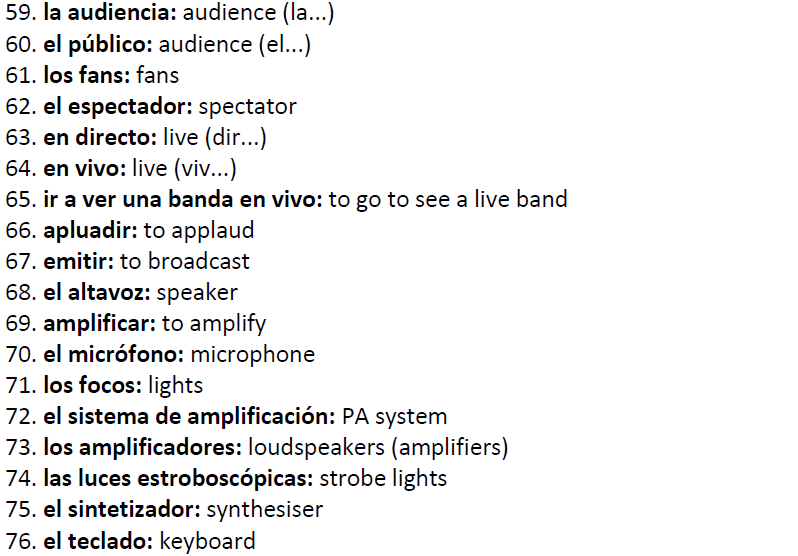 59. la audiencia: audience (la...)
60. el público: audience (el...)
61. los fans: fans
62. el espectador: spectator
63. en directo: live (dir...)
64. en vivo: live (viv...)
65. ir a ver una banda en vivo: to go to see a live band
66. apluadir: to applaud
67. emitir: to broadcast
68. el altavoz: speaker
69. amplificar: to amplify
70. el micrófono: microphone
71. los focos: lights
72. el sistema de amplificación: PA system
73. los amplificadores: loudspeakers (amplifiers)
74. las luces estroboscópicas: strobe lights
75. el sintetizador: synthesiser
76. el teclado: keyboard